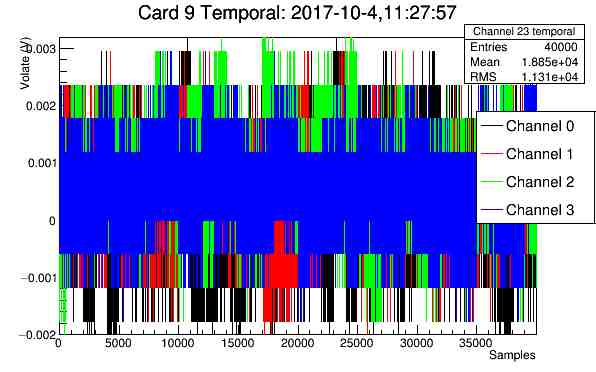 Card 9 Temporal: 2017-10-4,11:27:57
Volate (V)
Channel 23 temporal
Entries 40000
Mean 1.885e+04
RMS 1.131e+04
0.003
0.002
0.001
0
−0.001
−0.002
Channel 0
Channel 1
Channel 2
Channel 3
0 5000 10000 15000 20000 25000 30000 35000
Samples